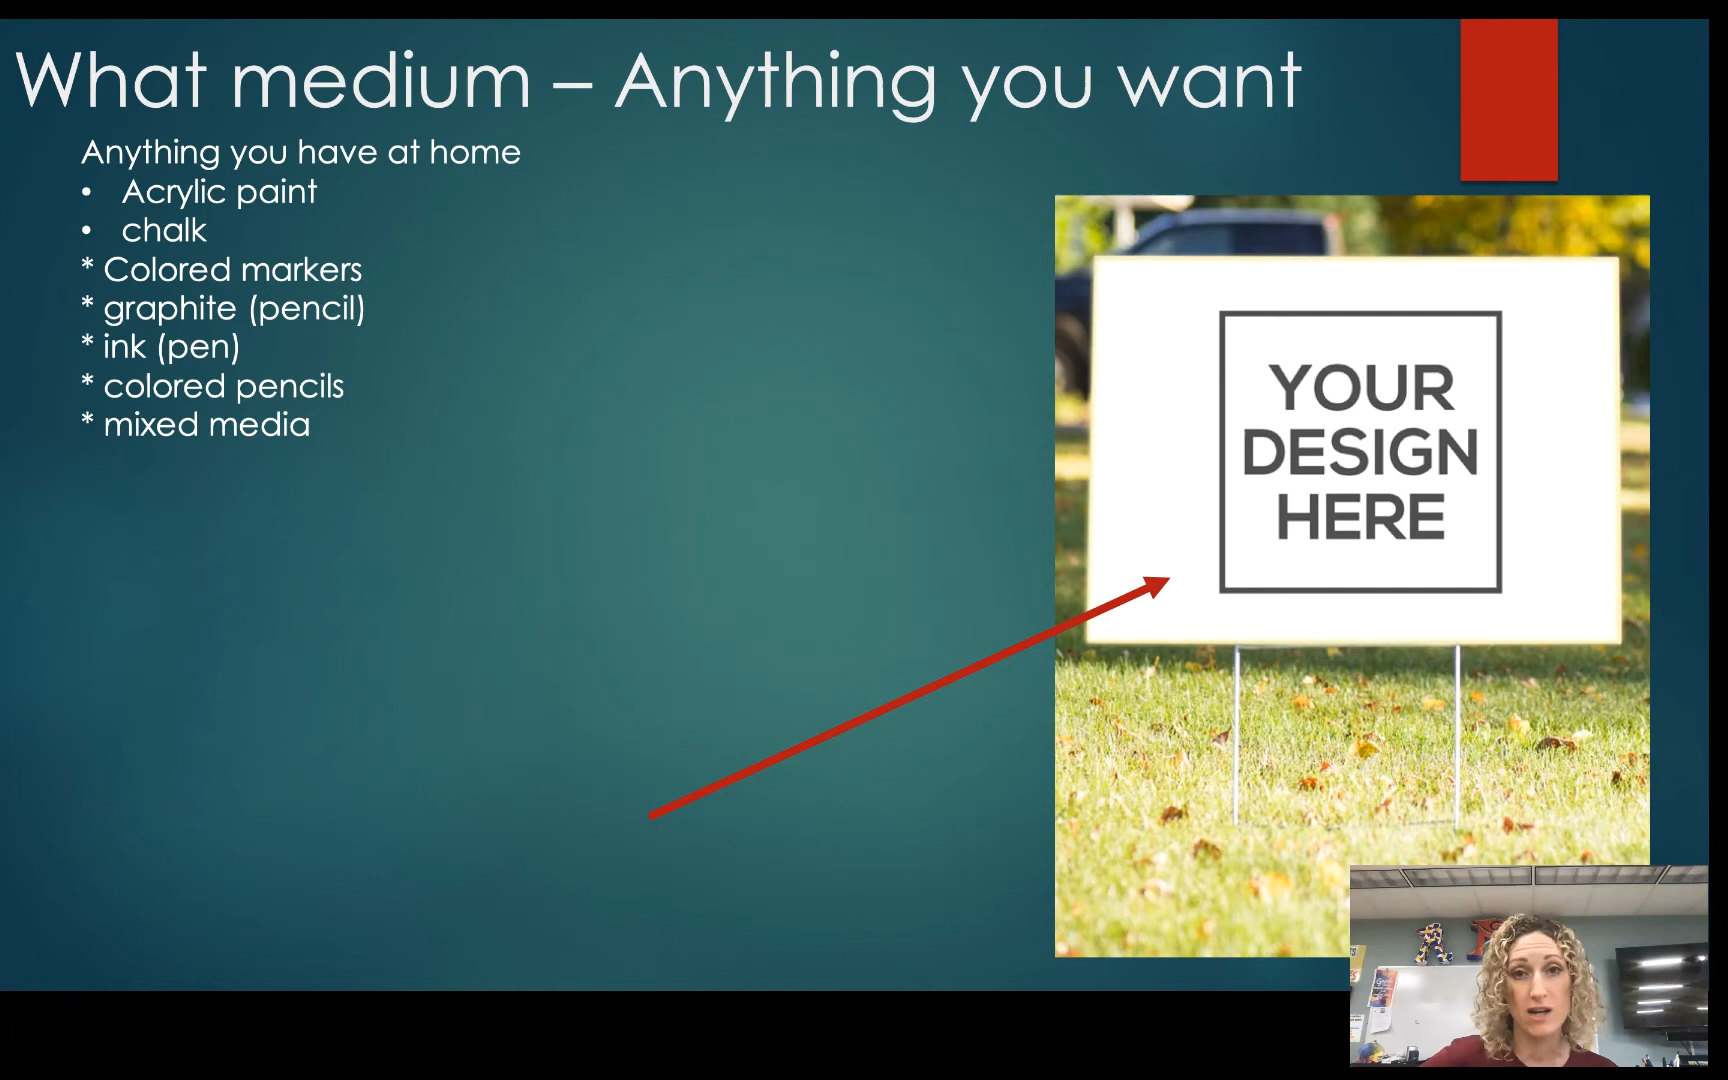 What medium – Anything you want
Anything you have at home
• Acrylic paint
• chalk
* Colored markers
* graphite (pencil)
* ink (pen)
* colored pencils
* mixed media
YOUR
DESIGN
HERE